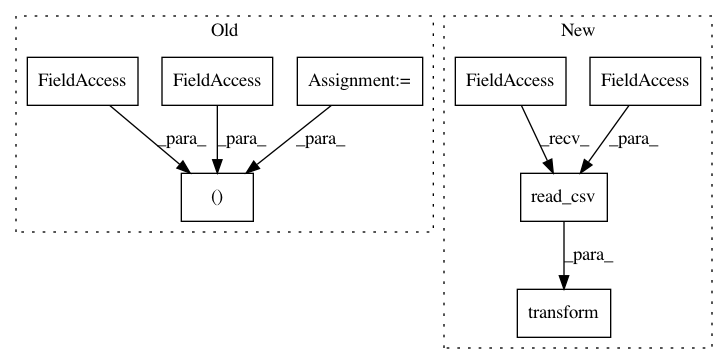 Old
New
FieldAccess
FieldAccess
Assignment:=
FieldAccess
FieldAccess
_para_
_para_
_para_
_recv_
_para_
()
read_csv
_para_
transform